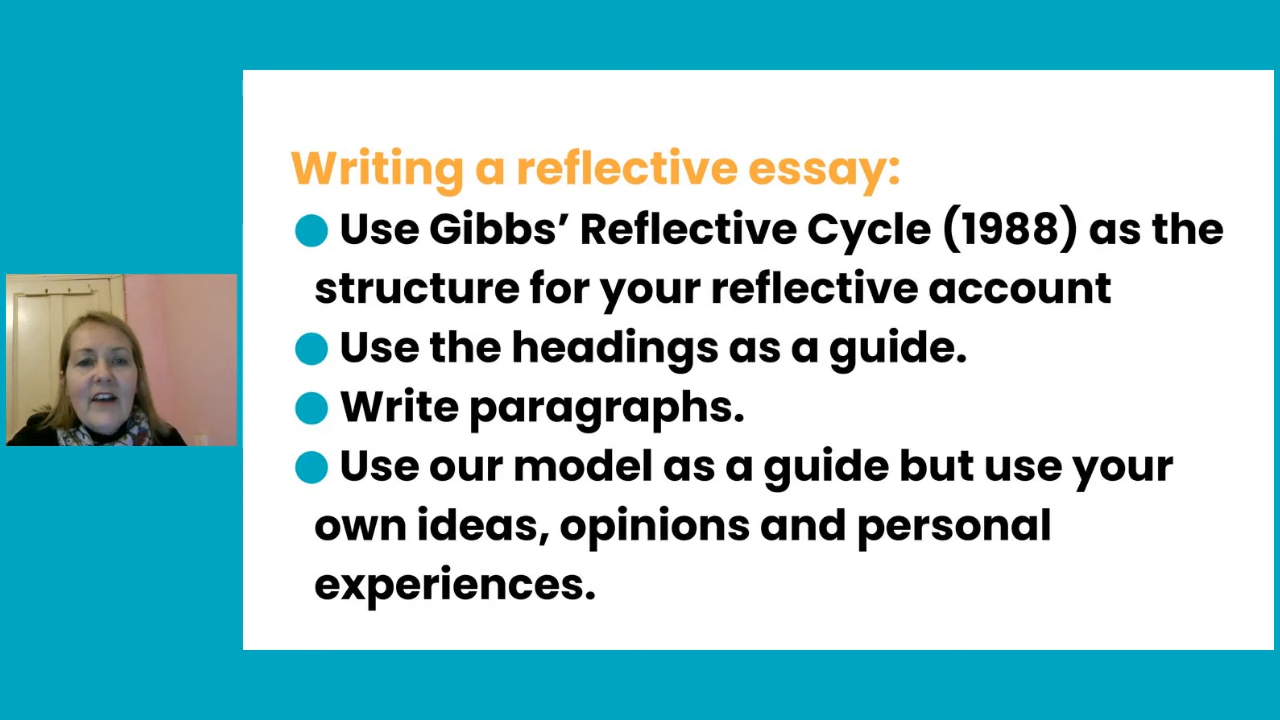 Writing a reflective essay:
Use Gibbs’ Reflective Cycle (1988) as the
structure for your reflective account
Use the headings as a guide.
Write paragraphs.
Use our model as a guide but use your
own ideas, opinions and personal
experiences.